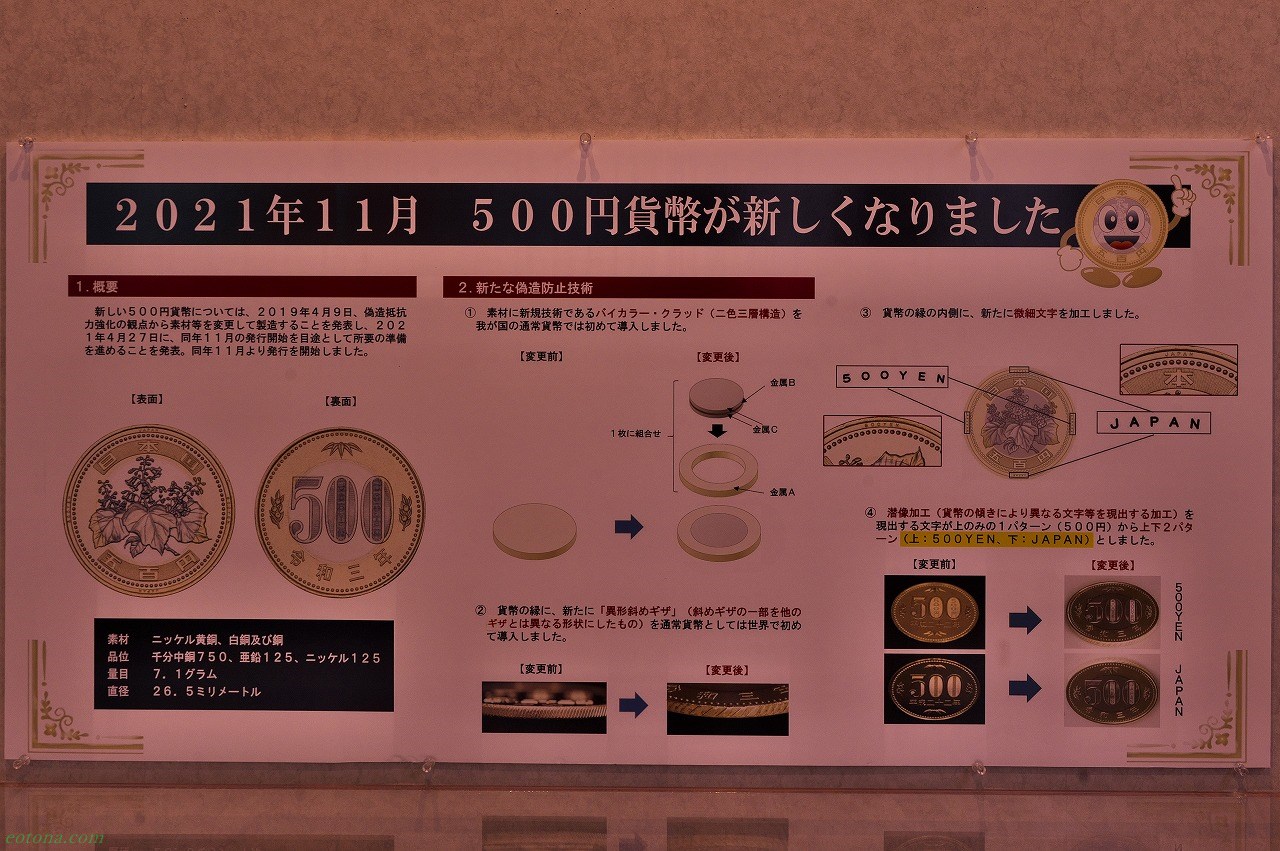 2021年11月　500円貨幣が新しくなりました
1．概要
新しい500円貨幣については、2019年4月9日、偽造抵抗
力強化の観点から素材等を変更して製造することを発表し、202
1年4月27日に、同年11月の発行開始を目途として所要の準備
を進めることを発表。同年11月より発行を開始しました。
【表面】
【裏面】
日本国
五百円
500
令和三年
素材　ニッケル黄銅、白銅及び銅
品位　千分中銅750、亜鉛125、ニッケル125
量目　7．1グラム
直径　26．5ミリメートル
2．新たな偽造防止技術
①　素材に新規技術であるバイカラー・クラッド（二色三層構造）を
我が国の通常貨幣では初めて導入しました。
【変更前】
【変更後】
金属B
金属C
1枚に組合せ
金属A
②　貨幣の縁に、新たに「異形斜めギザ」（斜めギザの一部を他の
ギザとは異なる形状にしたもの）を通常貨幣としては世界で初め
て導入しました。
【変更前】
【変更後】
③　貨幣の縁の内側に、新たに微細文字を加工しました。
500YEN
JAPAN
④　潜像加工（貨幣の傾きにより異なる文字等を現出する加工）を
現出する文字が上のみの1パターン（500円）から上下2パタ
ーン（上：500YEN、下：JAPAN）としました。
【変更前】
【変更後】
500YEN
JAPAN
eotona.com